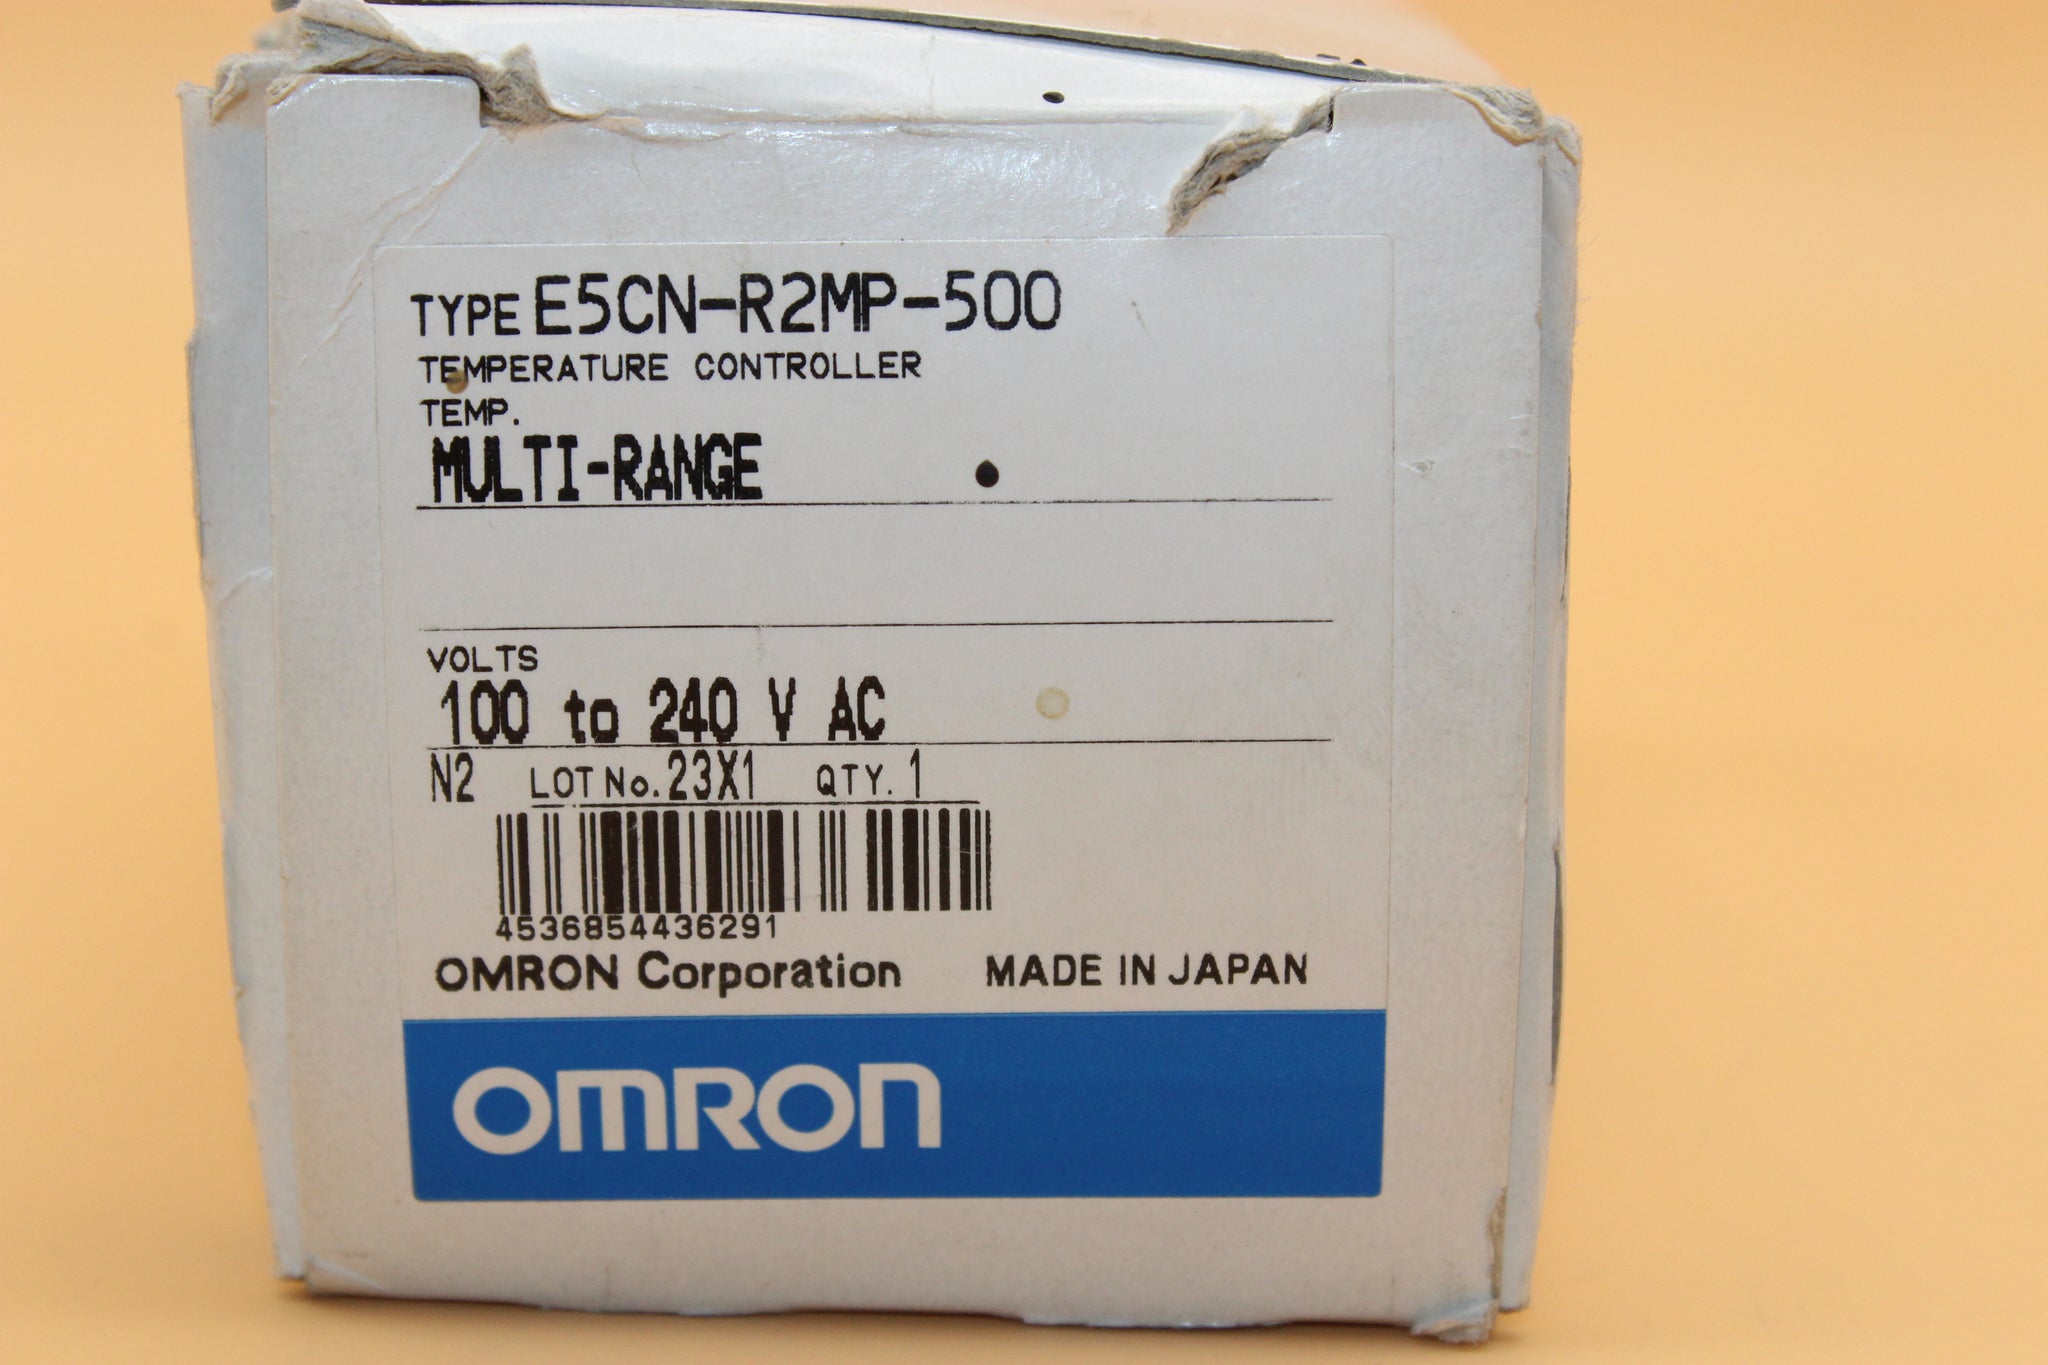 TYPE E5CN-R2MP-500
TEMPERATURE CONTROLLER
TEMP.
MULTI-RANGE
VOLTS
100 to 240 V AC
N2 LOT No. 23X1 QTY. 1
4536854436291
OMRON Corporation MADE IN JAPAN
OMRON